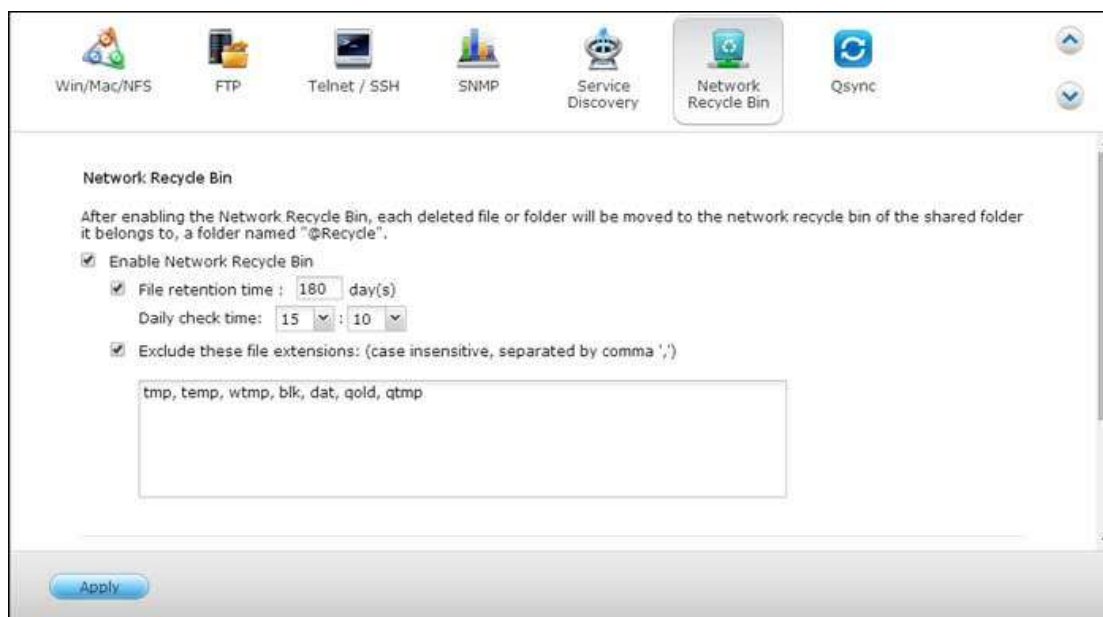 Win/Mac/NFS
FTP
Telnet / SSH
SNMP
Service
Discovery
Network
Recycle Bin
Qsync
Network Recycle Bin
After enabling the Network Recycle Bin, each deleted file or folder will be moved to the network recycle bin of the shared folder
it belongs to, a folder named "@Recycle".
Enable Network Recycle Bin
File retention time : 180 day(s)
Daily check time: 15 : 10
Exclude these file extensions: (case insensitive, separated by comma ',')
tmp, temp, wtmp, blk, dat, qold, qtmp
Apply